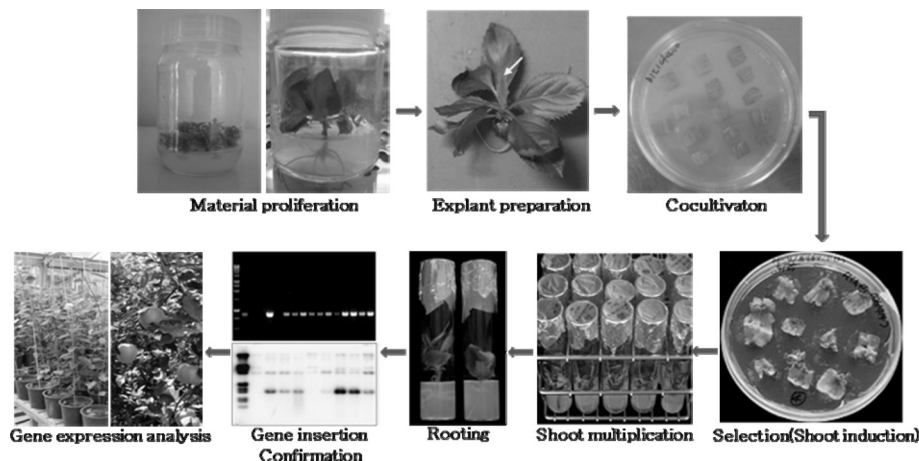 Material proliferation
Explant preparation
Cocultivaton
Gene expression analysis
Gene insertion
Confirmation
Rooting
Shoot multiplication
Selection(Shoot induction)